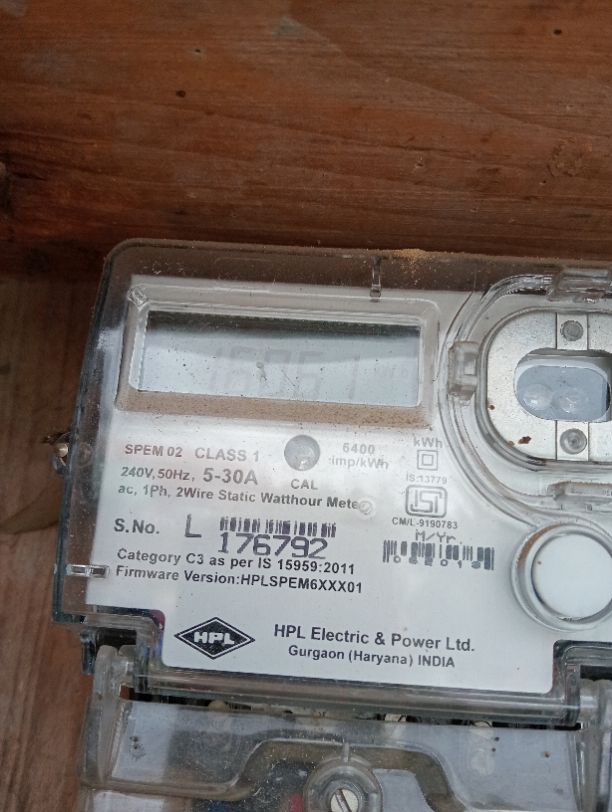 SPEM 02 CLASS 1
240V, 50Hz, 5-30A
ac, 1Ph, 2Wire Static Watthour Meter
CAL
6400
imp/kWh
kWh
IS:13779
ISI
CM/L-9190783
M/Yr.
S.No. L 176792
Category C3 as per IS 15959:2011
Firmware Version:HPLSPEM6XXX01
HPL
HPL Electric & Power Ltd.
Gurgaon (Haryana) INDIA